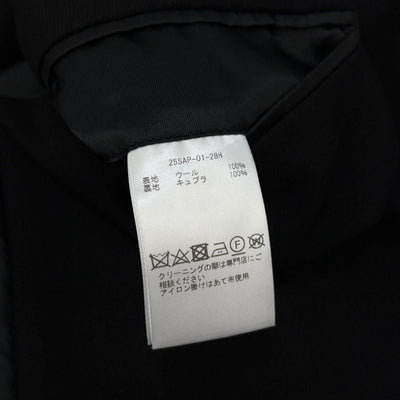 25SAP-01-28H
表地 ウール 100%
裏地 キュプラ 100%
クリーニングの際は専門店にご
相談ください
アイロン掛けはあて布使用